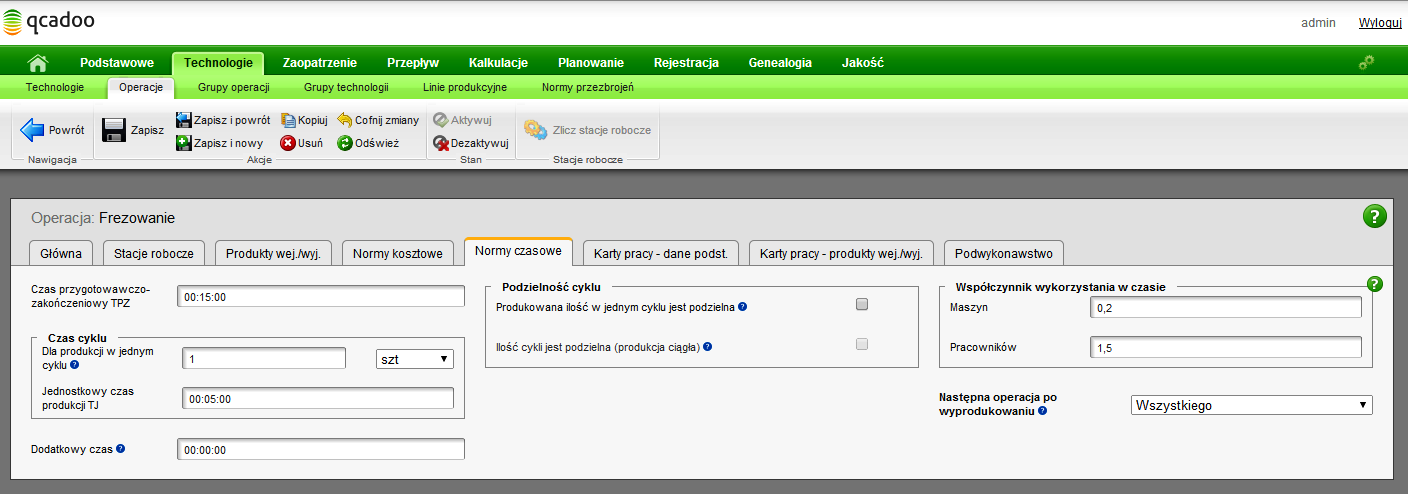 qcadoo
admin Wyloguj
Podstawowe Technologie Zaopatrzenie Przepływ Kalkulacje Planowanie Rejestracja Genealogia Jakość
Technologie Operacje Grupy operacji Grupy technologii Linie produkcyjne Normy przezbrojeń
Powrót
Nawigacja
Zapisz
Zapisz i powrót Kopiuj Cofnij zmiany
Zapisz i nowy Usuń Odśwież
Akcje
Aktywuj
Dezaktywuj
Stan
Zlicz stacje robocze
Stacje robocze
Operacja: Frezowanie
?
Główna Stacje robocze Produkty wej./wyj. Normy kosztowe Normy czasowe Karty pracy - dane podst. Karty pracy - produkty wej./wyj. Podwykonawstwo
Czas przygotowawczo-
zakończeniowy TPZ
00:15:00
Czas cyklu
Dla produkcji w jednym
cyklu ?
1
szt
Jednostkowy czas
produkcji TJ
00:05:00
Dodatkowy czas ?
00:00:00
Podzielność cyklu
Produkowana ilość w jednym cyklu jest podzielna ?
Ilość cykli jest podzielna (produkcja ciągła) ?
?
Współczynnik wykorzystania w czasie
Maszyn
0,2
Pracowników
1,5
Następna operacja po
wyprodukowaniu ?
Wszystkiego